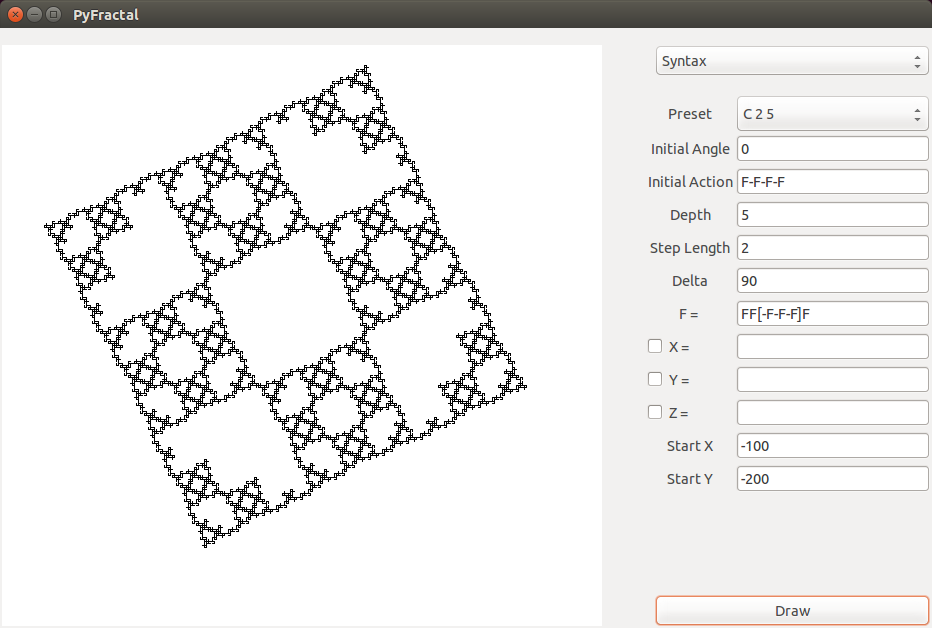 PyFractal
Syntax
Preset C 2 5
Initial Angle 0
Initial Action F-F-F-F
Depth 5
Step Length 2
Delta 90
F = FF[-F-F-F]F
X =
Y =
Z =
Start X -100
Start Y -200
Draw